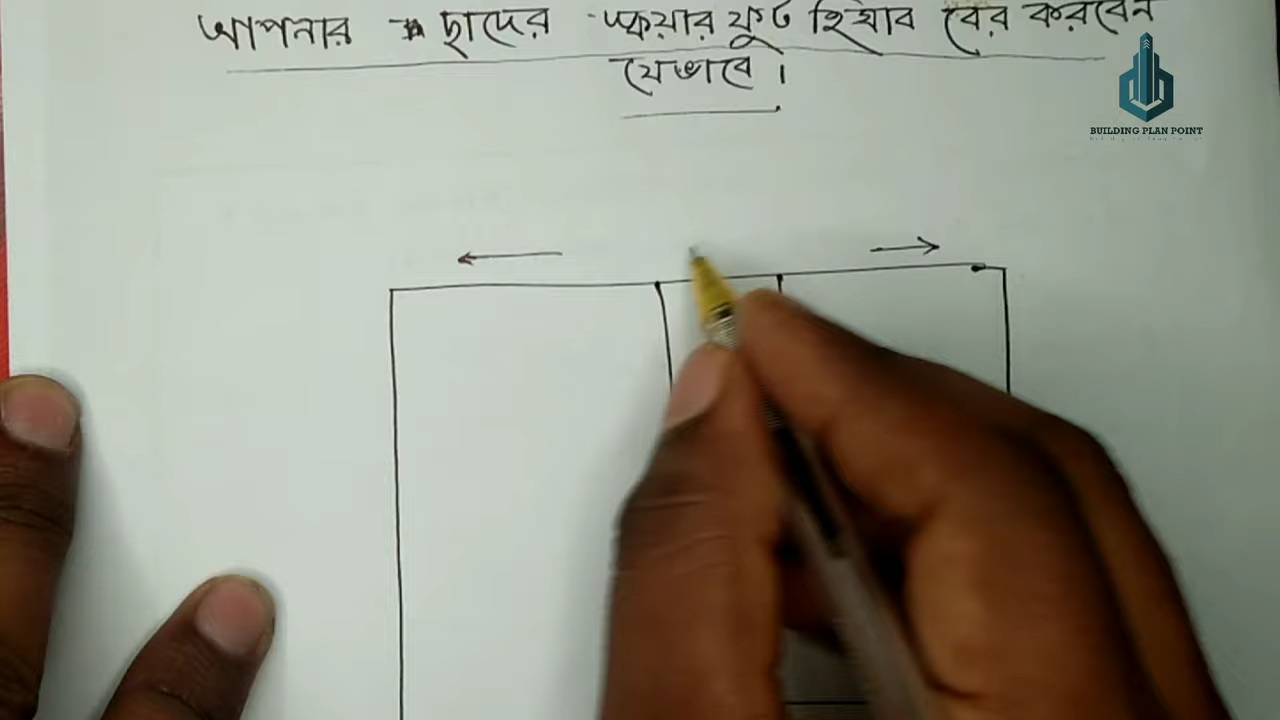 আপনার ছাদের স্কয়ার ফুট হিসাব বের করবেন
যেভাবে।
BUILDING PLAN POINT